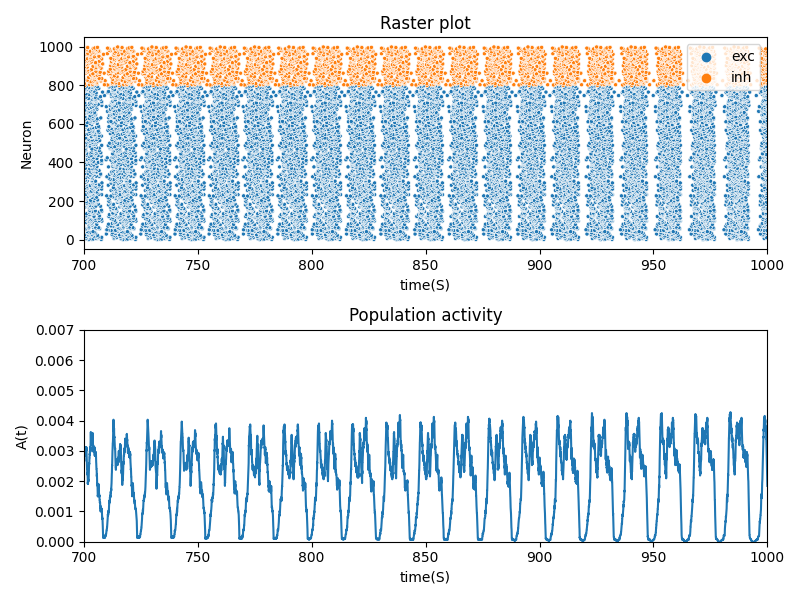 Raster plot
1000
800
600
400
200
0
Neuron
exc
inh
700 750 800 850 900 950 1000
time(S)
Population activity
0.007
0.006
0.005
0.004
0.003
0.002
0.001
0.000
A(t)
700 750 800 850 900 950 1000
time(S)